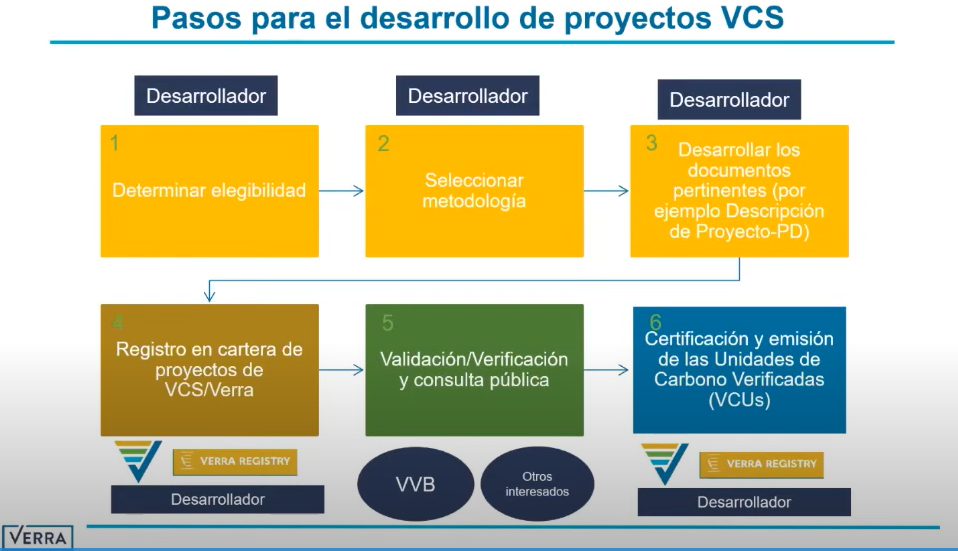 Pasos para el desarrollo de proyectos VCS
Desarrollador
Desarrollador
Desarrollador
1
Determinar elegibilidad
2
Seleccionar
metodología
3
Desarrollar los
documentos
pertinentes (por
ejemplo Descripción
de Proyecto-PD)
4
Registro en cartera de
proyectos de
VCS/Verra
5
Validación/Verificación
y consulta pública
6
Certificación y emisión
de las Unidades de
Carbono Verificadas
(VCUs)
VERRA REGISTRY
Desarrollador
VVB
Otros
interesados
VERRA REGISTRY
Desarrollador
VERRA